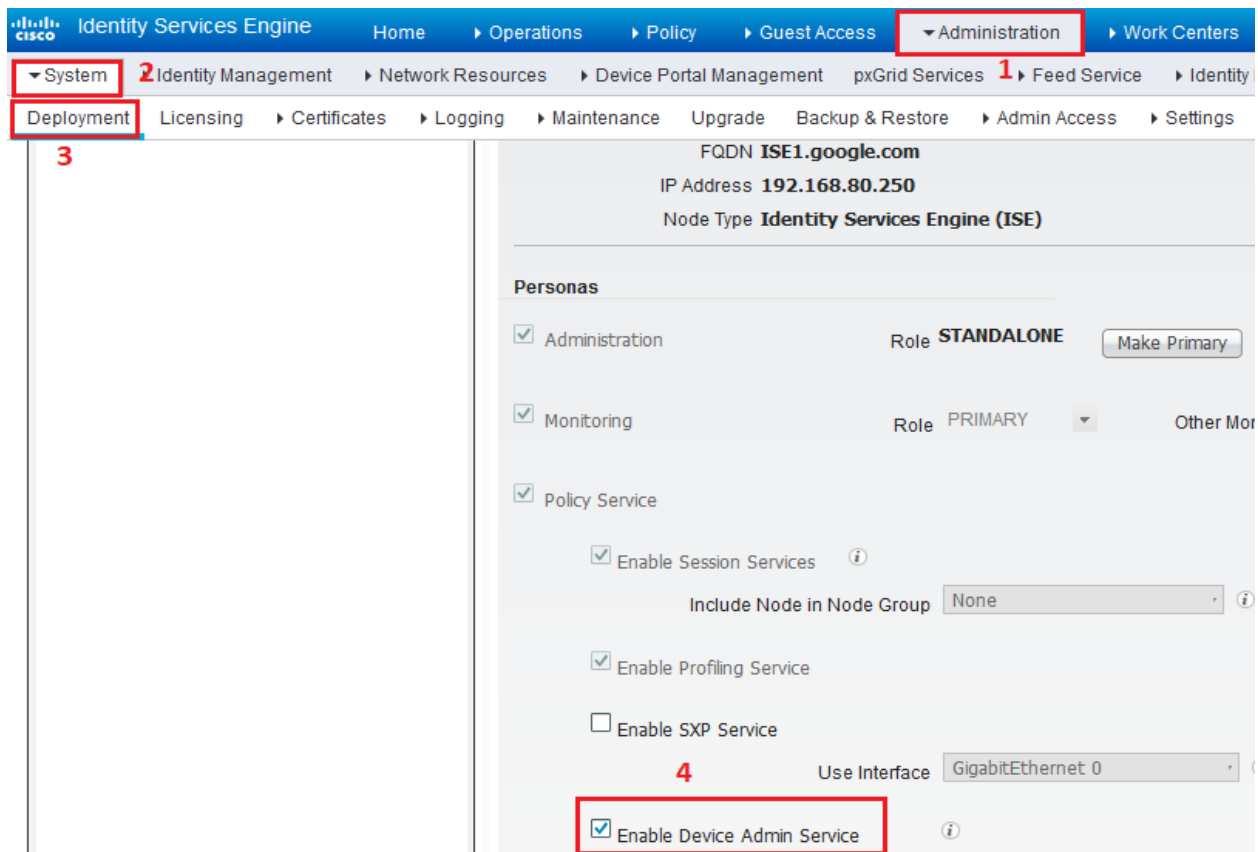 cisco Identity Services Engine Home Operations Policy Guest Access Administration Work Centers
System 2 Identity Management Network Resources Device Portal Management pxGrid Services 1 Feed Service Identity
Deployment Licensing Certificates Logging Maintenance Upgrade Backup & Restore Admin Access Settings
3
FQDN ISE1.google.com
IP Address 192.168.80.250
Node Type Identity Services Engine (ISE)
Personas
Administration Role STANDALONE Make Primary
Monitoring Role PRIMARY Other Mon
Policy Service
Enable Session Services
Include Node in Node Group None
Enable Profiling Service
Enable SXP Service
4
Use Interface GigabitEthernet 0
Enable Device Admin Service